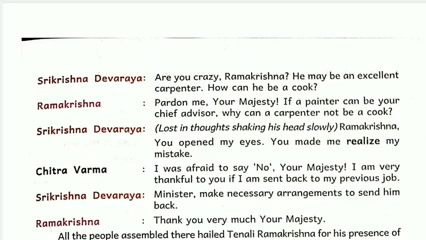 Srikrishna Devaraya: Are you crazy, Ramakrishna? He may be an excellent
carpenter. How can he be a cook?
Ramakrishna : Pardon me, Your Majesty! If a painter can be your
chief advisor, why can a carpenter not be a cook?
Srikrishna Devaraya: (Lost in thoughts shaking his head slowly) Ramakrishna,
You opened my eyes. You made me realize my
mistake.
Chitra Varma : I was afraid to say 'No', Your Majesty! I am very
thankful to you if I am sent back to my previous job.
Srikrishna Devaraya: Minister, make necessary arrangements to send him
back.
Ramakrishna : Thank you very much Your Majesty.
All the people assembled there hailed Tenali Ramakrishna for his presence of